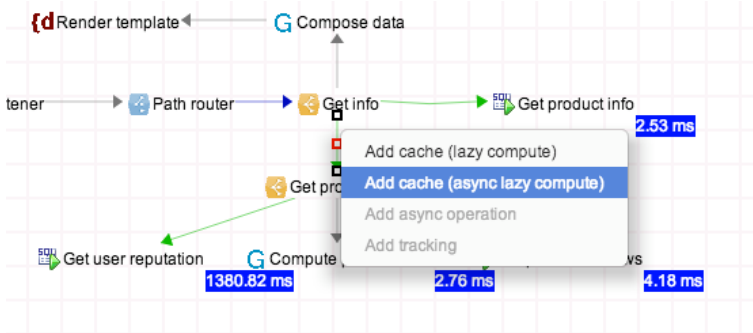 {d Render template
G Compose data
tener
Path router
Get info
SQL Get product info
2.53 ms
Add cache (lazy compute)
Add cache (async lazy compute)
Add async operation
Add tracking
Get pro
SQL Get user reputation
1380.82 ms
G Compute
2.76 ms
ws
4.18 ms